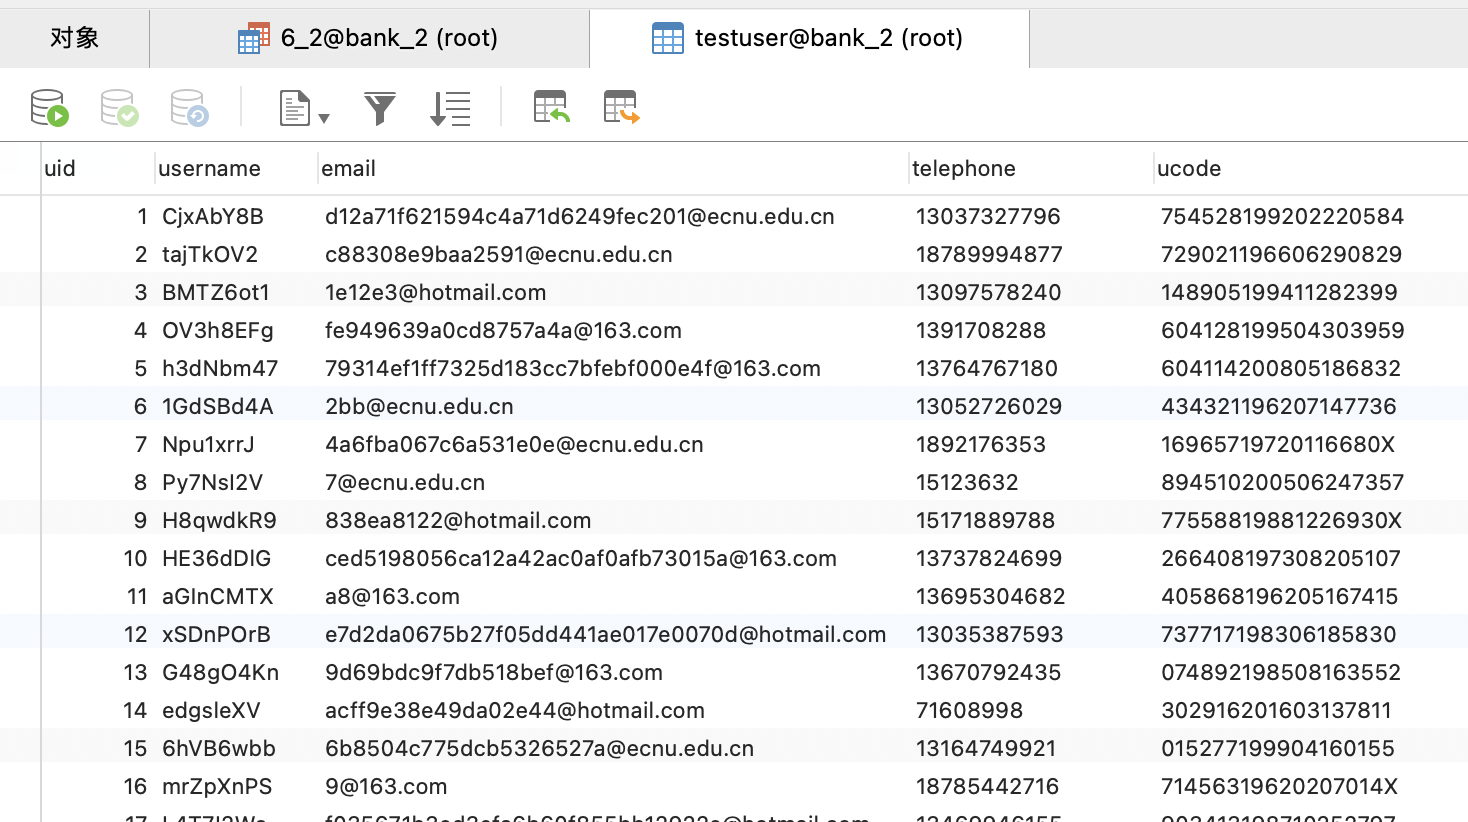 对象 6_2@bank_2 (root) testuser@bank_2 (root)
uid username email telephone ucode
1 CjxAbY8B d12a71f621594c4a71d6249fec201@ecnu.edu.cn 13037327796 754528199202220584
2 tajTkOV2 c88308e9baa2591@ecnu.edu.cn 18789994877 729021196606290829
3 BMTZ6ot1 1e12e3@hotmail.com 13097578240 148905199411282399
4 OV3h8EFg fe949639a0cd8757a4a@163.com 1391708288 604128199504303959
5 h3dNbm47 79314ef1ff7325d183cc7bfebf000e4f@163.com 13764767180 604114200805186832
6 1GdSBd4A 2bb@ecnu.edu.cn 13052726029 434321196207147736
7 Npu1xrrJ 4a6fba067c6a531e0e@ecnu.edu.cn 1892176353 16965719720116680X
8 Py7NsI2V 7@ecnu.edu.cn 15123632 894510200506247357
9 H8qwdkR9 838ea8122@hotmail.com 15171889788 77558819881226930X
10 HE36dDlG ced5198056ca12a42ac0af0afb73015a@163.com 13737824699 266408197308205107
11 aGlnCMTX a8@163.com 13695304682 405868196205167415
12 xSDnPOrB e7d2da0675b27f05dd441ae017e0070d@hotmail.com 13035387593 737717198306185830
13 G48gO4Kn 9d69bdc9f7db518bef@163.com 13670792435 074892198508163552
14 edgsleXV acff9e38e49da02e44@hotmail.com 71608998 302916201603137811
15 6hVB6wbb 6b8504c775dcb5326527a@ecnu.edu.cn 13164749921 015277199904160155
16 mrZpXnPS 9@163.com 18785442716 71456319620207014X